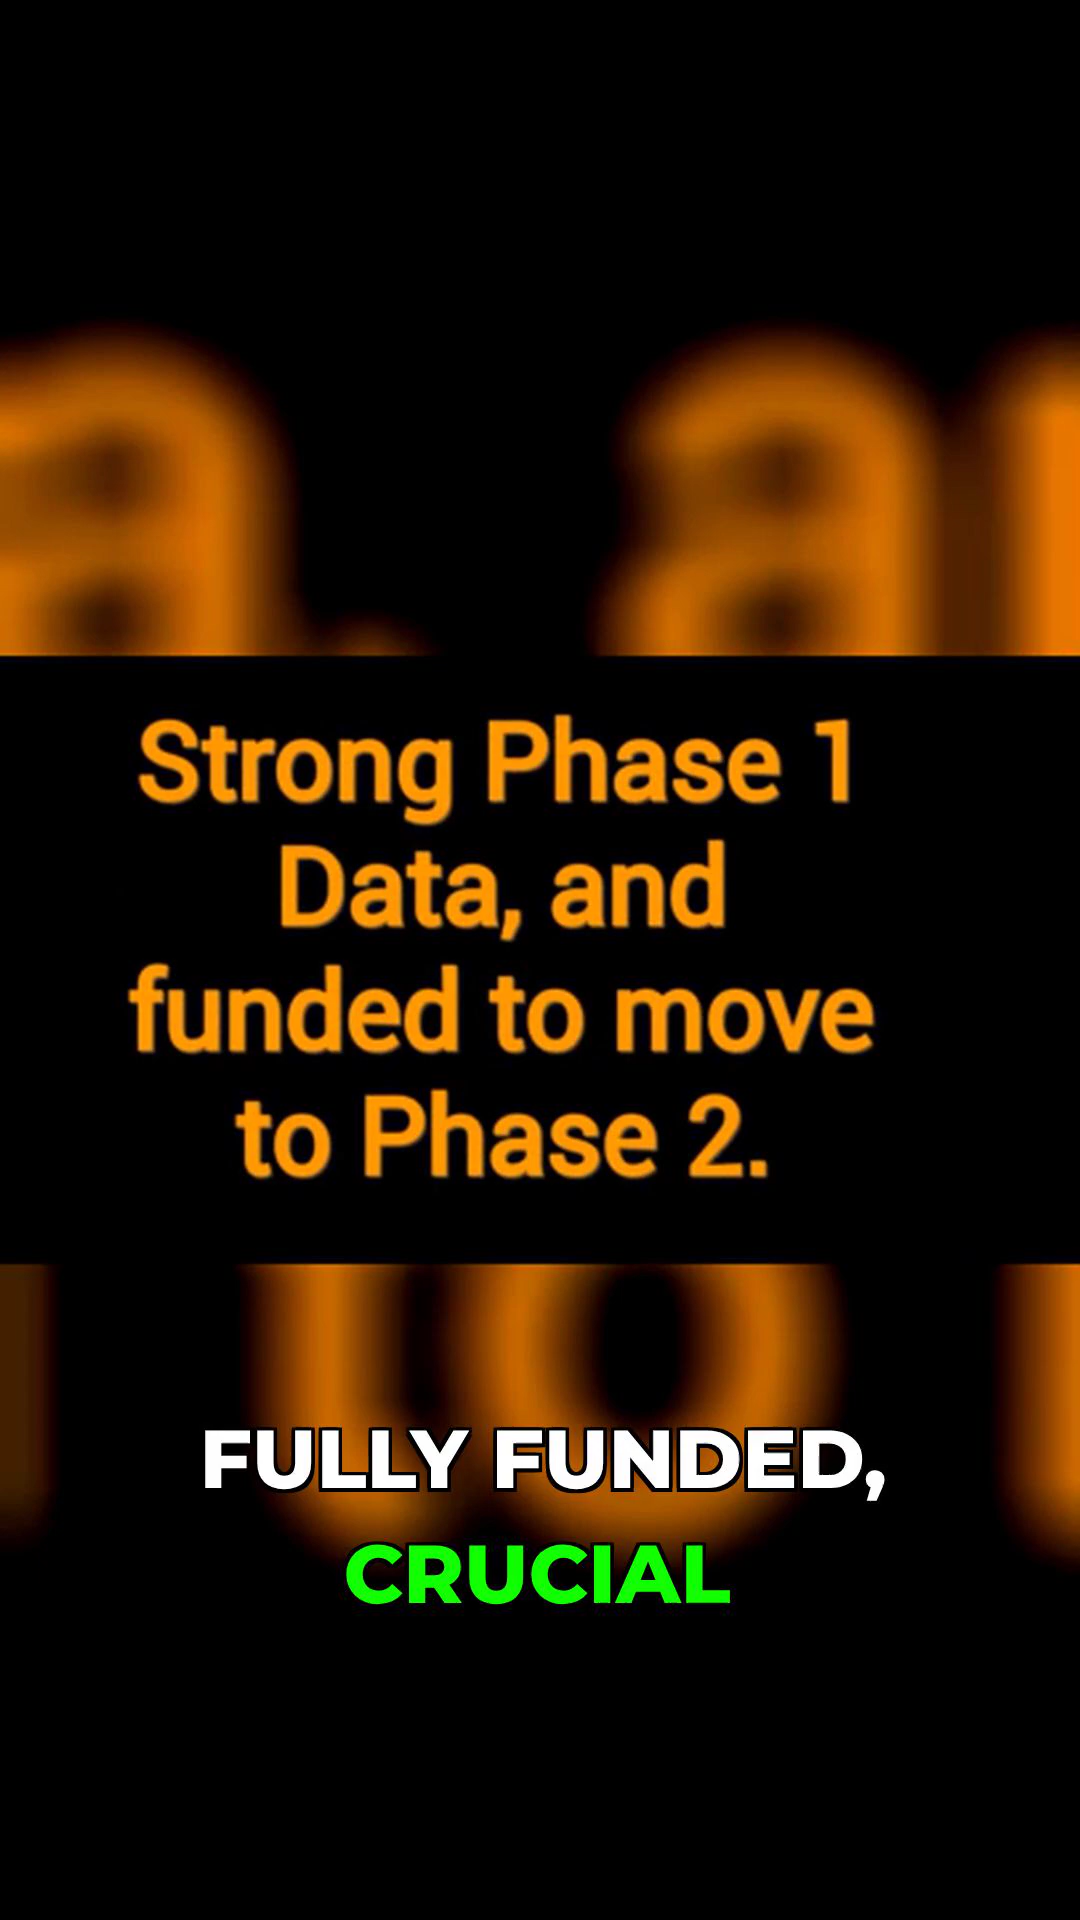 Strong Phase 1
Data, and
funded to move
to Phase 2.
FULLY FUNDED,
CRUCIAL